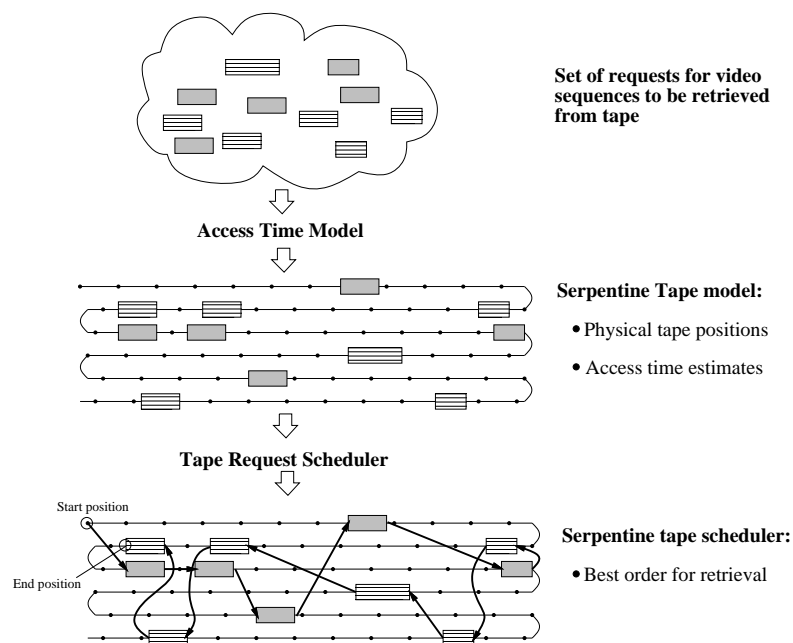 Set of requests for video
sequences to be retrieved
from tape
Access Time Model
Serpentine Tape model:
• Physical tape positions
• Access time estimates
Tape Request Scheduler
Start position
Serpentine tape scheduler:
End position
• Best order for retrieval